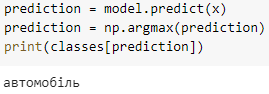 prediction = model.predict(x)
prediction = np.argmax(prediction)
print(classes[prediction])
автомобіль